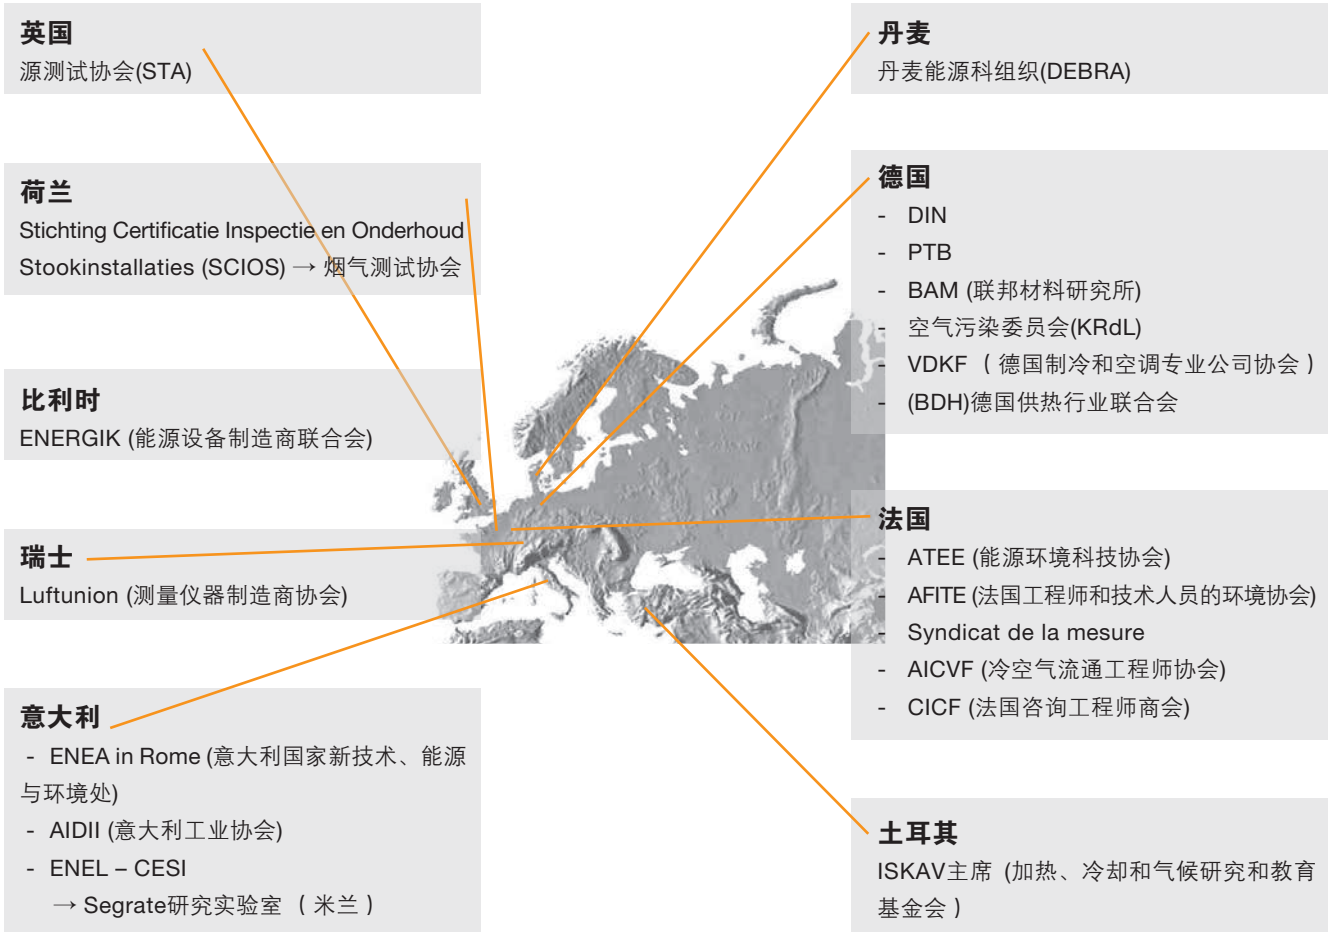 英国
源测试协会(STA)
荷兰
Stichting Certificatie Inspectie en Onderhoud
Stookinstallaties (SCIOS) → 烟气测试协会
比利时
ENERGIK (能源设备制造商联合会)
瑞士
Luftunion (测量仪器制造商协会)
意大利
- ENEA in Rome (意大利国家新技术、能源
与环境处)
- AIDII (意大利工业协会)
- ENEL – CESI
→ Segrate研究实验室 （米兰）
丹麦
丹麦能源科组织(DEBRA)
德国
- DIN
- PTB
- BAM (联邦材料研究所)
- 空气污染委员会(KRdL)
- VDKF （德国制冷和空调专业公司协会）
- (BDH)德国供热行业联合会
法国
- ATEE (能源环境科技协会)
- AFITE (法国工程师和技术人员的环境协会)
- Syndicat de la mesure
- AICVF (冷空气流通工程师协会)
- CICF (法国咨询工程师商会)
土耳其
ISKAV主席 (加热、冷却和气候研究和教育
基金会）